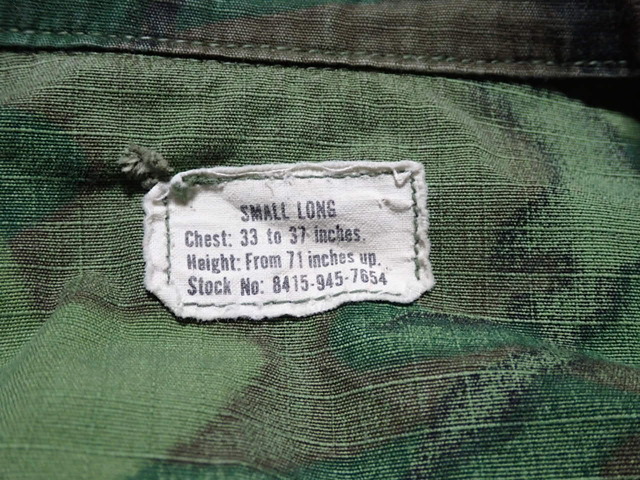 SMALL LONG
Chest: 33 to 37 inches.
Height: From 71 inches up.
Stock No: 8415-945-7654